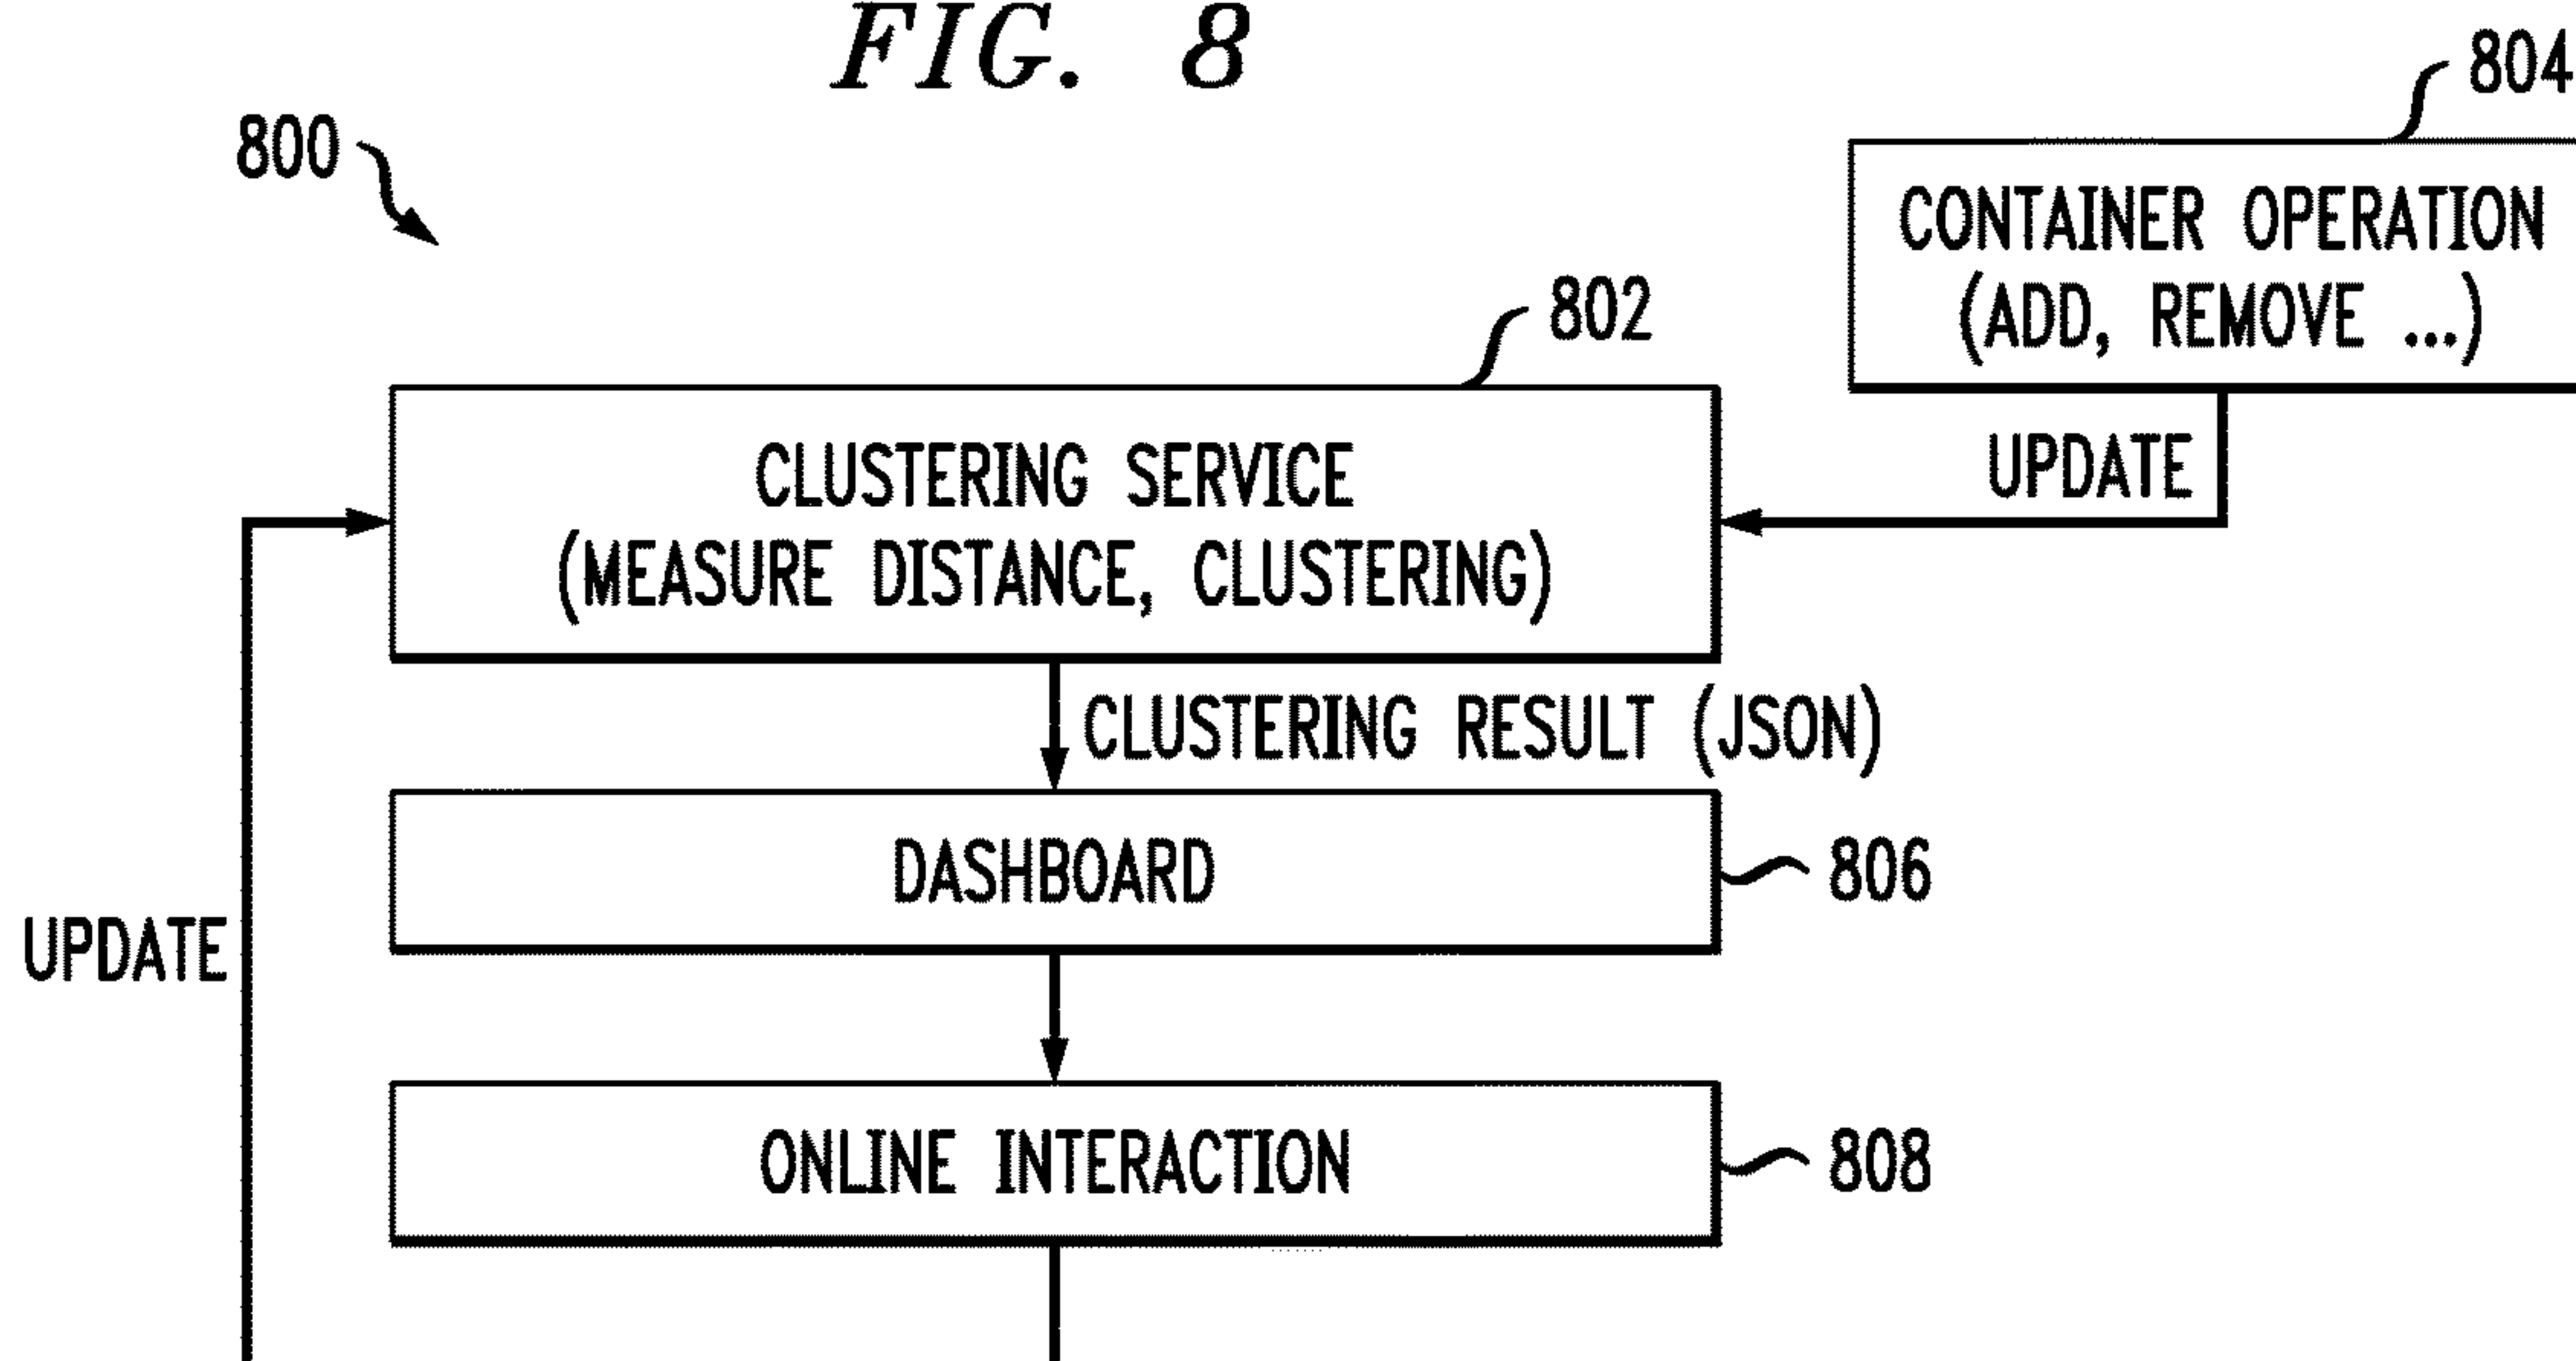 FIG. 8
804
800
CONTAINER OPERATION
(ADD, REMOVE ...)
802
CLUSTERING SERVICE
(MEASURE DISTANCE, CLUSTERING)
UPDATE
CLUSTERING RESULT (JSON)
DASHBOARD
806
UPDATE
ONLINE INTERACTION
808